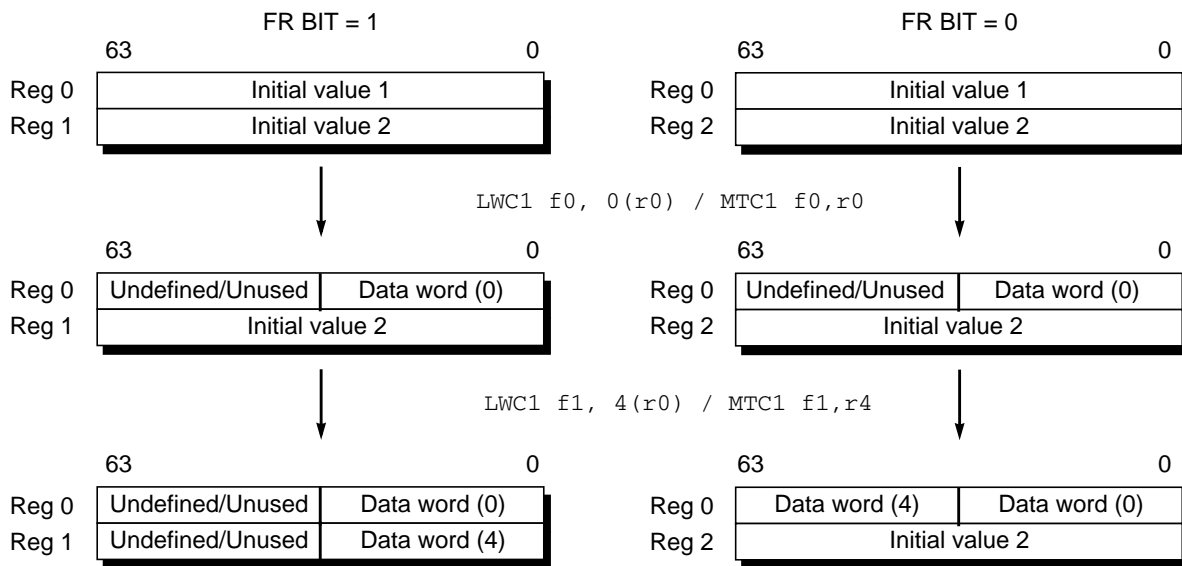 FR BIT = 1 FR BIT = 0
63 0 63 0
Reg 0 Initial value 1 Reg 0 Initial value 1
Reg 1 Initial value 2 Reg 2 Initial value 2
LWC1 f0, 0(r0) / MTC1 f0,r0
63 0 63 0
Reg 0 Undefined/Unused Data word (0) Reg 0 Undefined/Unused Data word (0)
Reg 1 Initial value 2 Reg 2 Initial value 2
LWC1 f1, 4(r0) / MTC1 f1,r4
63 0 63 0
Reg 0 Undefined/Unused Data word (0) Reg 0 Data word (4) Data word (0)
Reg 1 Undefined/Unused Data word (4) Reg 2 Initial value 2